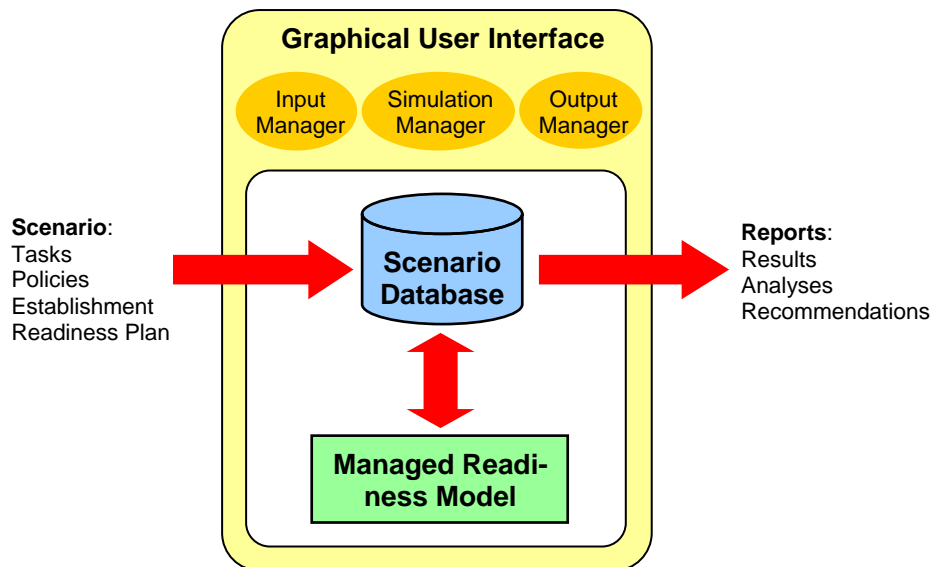 Graphical User Interface
Input
Manager
Simulation
Manager
Output
Manager
Scenario:
Tasks
Policies
Establishment
Readiness Plan
Scenario
Database
Reports:
Results
Analyses
Recommendations
Managed Readi-
ness Model